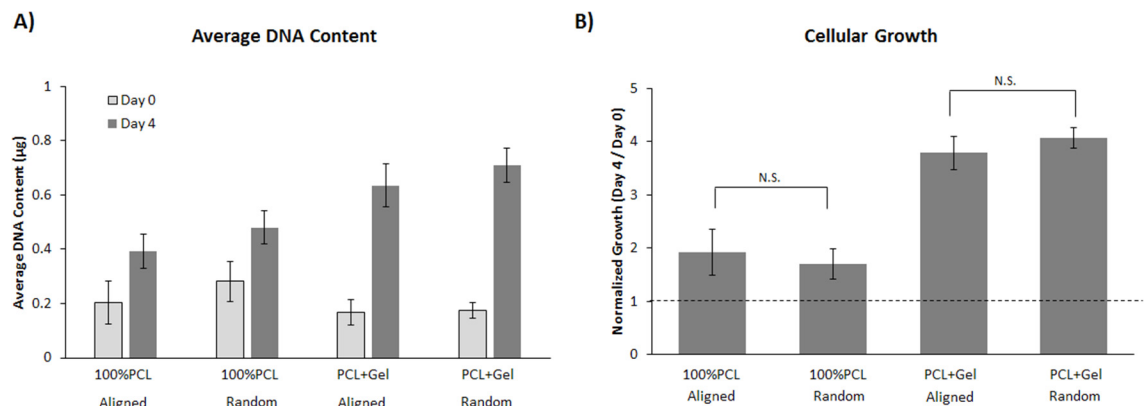 A)
Average DNA Content
1
0.8
0.6
0.4
0.2
0
Average DNA Content (µg)
Day 0
Day 4
100%PCL 100%PCL PCL+Gel PCL+Gel
Aligned Random Aligned Random
B)
Cellular Growth
5
4
3
2
1
0
Normalized Growth (Day 4 / Day 0)
N.S.
N.S.
100%PCL 100%PCL PCL+Gel PCL+Gel
Aligned Random Aligned Random